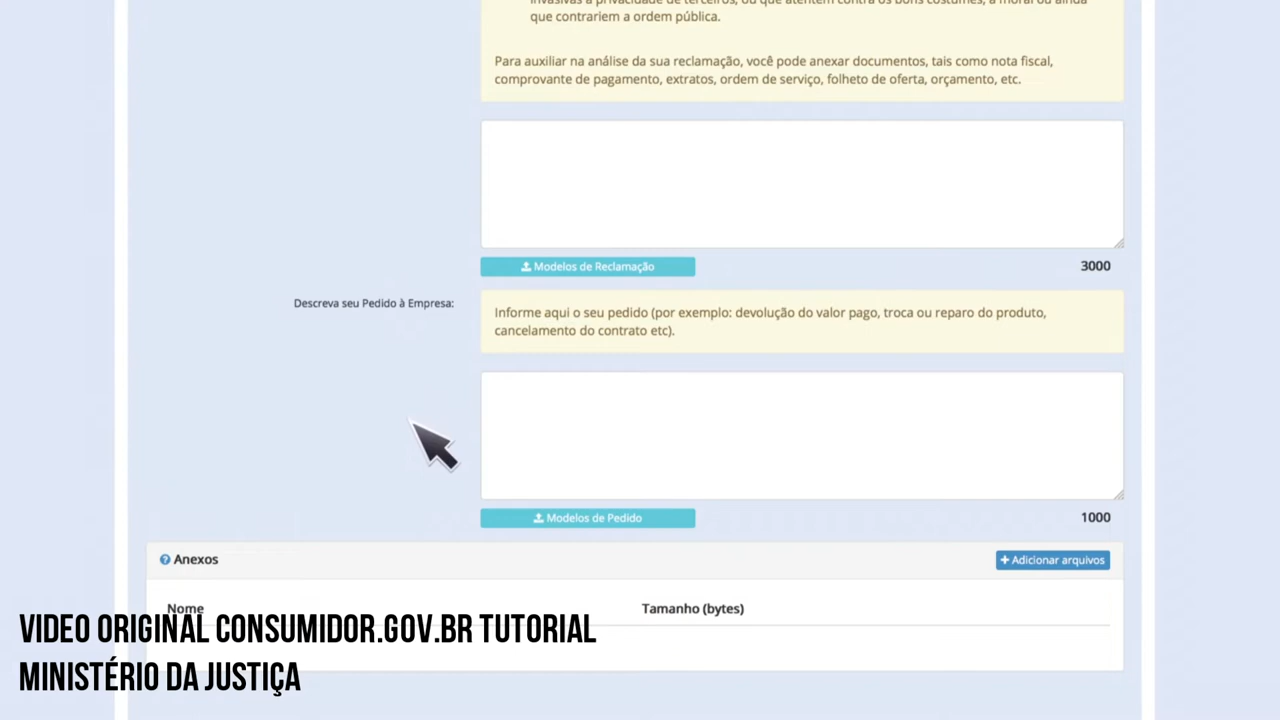 invasivas à privacidade de terceiros, ou que atentem contra os bons costumes, à moral ou ainda
que contrariem a ordem pública.
Para auxiliar na análise da sua reclamação, você pode anexar documentos, tais como nota fiscal,
comprovante de pagamento, extratos, ordem de serviço, folheto de oferta, orçamento, etc.
Modelos de Reclamação
3000
Descreva seu Pedido à Empresa:
Informe aqui o seu pedido (por exemplo: devolução do valor pago, troca ou reparo do produto,
cancelamento do contrato etc).
Modelos de Pedido
1000
Anexos
Adicionar arquivos
Nome
Tamanho (bytes)
VIDEO ORIGINAL CONSUMIDOR.GOV.BR TUTORIAL
MINISTÉRIO DA JUSTIÇA